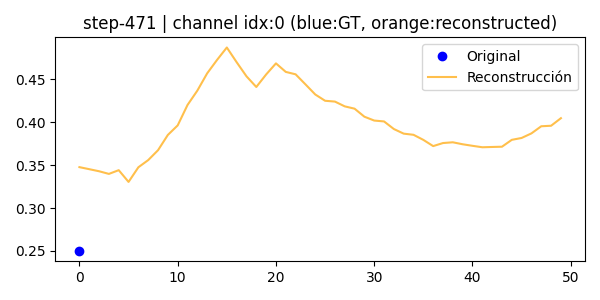 step-471 | channel idx:0 (blue:GT, orange:reconstructed)
Original
Reconstrucción
0.45
0.40
0.35
0.30
0.25
0 10 20 30 40 50